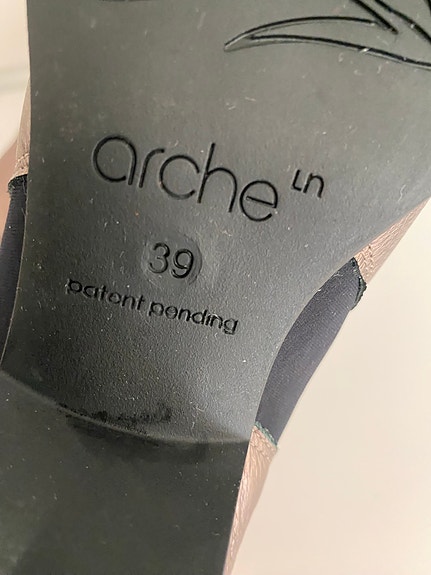 arche Ln
39
patent pending